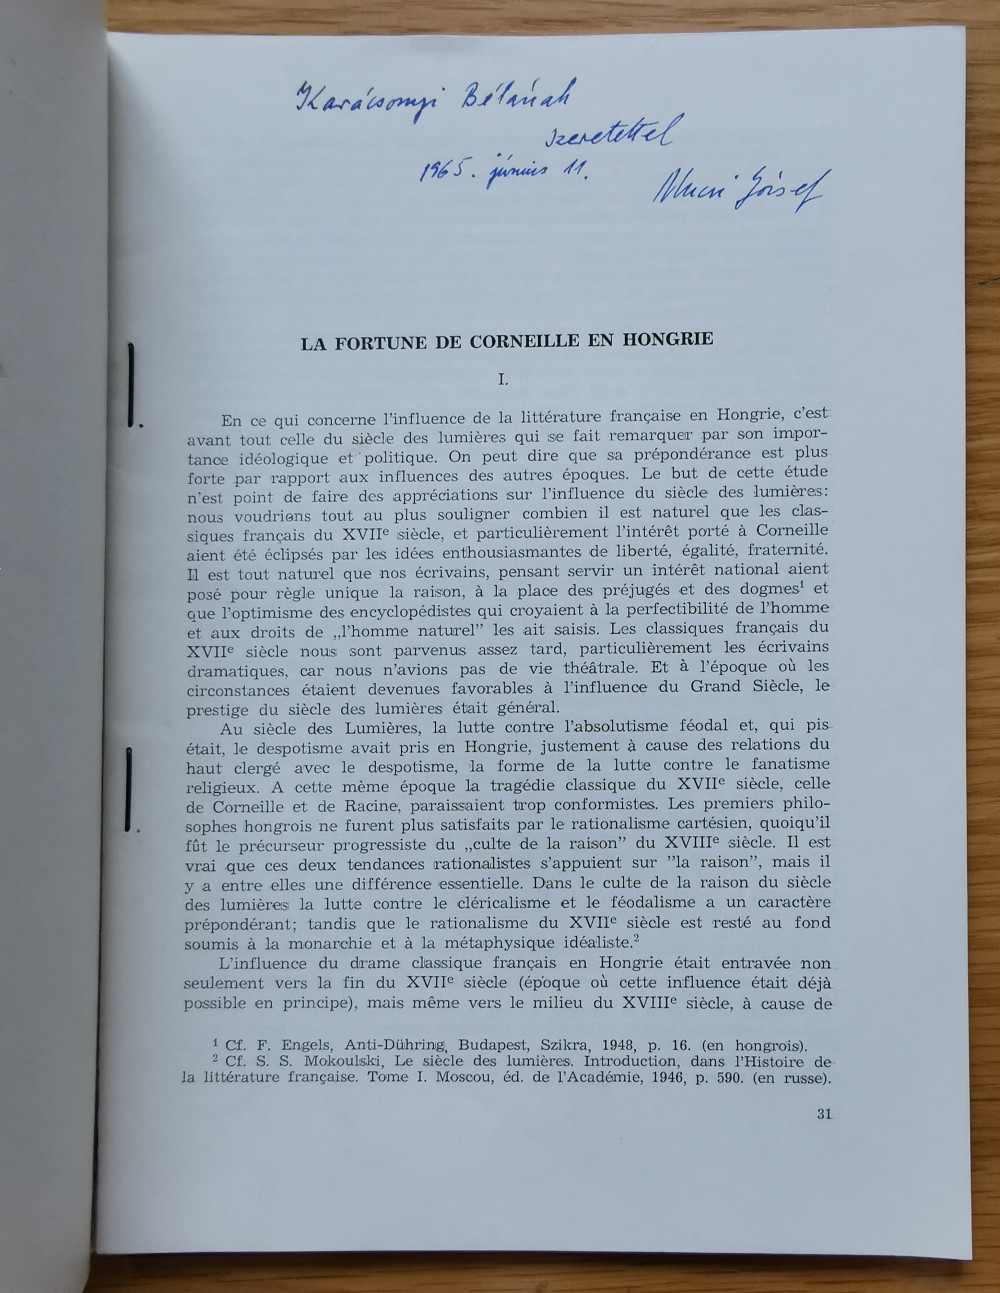 Karácsonyi Bélának
szeretettel
1965. június 11.
József
LA FORTUNE DE CORNEILLE EN HONGRIE
I.
En ce qui concerne l'influence de la littérature française en Hongrie, c'est
avant tout celle du siècle des lumières qui se fait remarquer par son impor-
tance idéologique et politique. On peut dire que sa prépondérance est plus
forte par rapport aux influences des autres époques. Le but de cette étude
n'est point de faire des appréciations sur l'influence du siècle des lumières:
nous voudrions tout au plus souligner combien il est naturel que les clas-
siques français du XVIIe siècle, et particulièrement l'intérêt porté à Corneille
aient été éclipsés par les idées enthousiasmantes de liberté, égalité, fraternité.
Il est tout naturel que nos écrivains, pensant servir un intérêt national aient
posé pour règle unique la raison, à la place des préjugés et des dogmes¹ et
que l'optimisme des encyclopédistes qui croyaient à la perfectibilité de l'homme
et aux droits de „l'homme naturel" les ait saisis. Les classiques français du
XVIIe siècle nous sont parvenus assez tard, particulièrement les écrivains
dramatiques, car nous n'avions pas de vie théâtrale. Et à l'époque où les
circonstances étaient devenues favorables à l'influence du Grand Siècle, le
prestige du siècle des lumières était général.
Au siècle des Lumières, la lutte contre l'absolutisme féodal et, qui pis
était, le despotisme avait pris en Hongrie, justement à cause des relations du
haut clergé avec le despotisme, la forme de la lutte contre le fanatisme
religieux. A cette mème époque la tragédie classique du XVIIe siècle, celle
de Corneille et de Racine, paraissaient trop conformistes. Les premiers philo-
sophes hongrois ne furent plus satisfaits par le rationalisme cartésien, quoiqu'il
fût le précurseur progressiste du „culte de la raison" du XVIIIe siècle. Il est
vrai que ces deux tendances rationalistes s'appuient sur "la raison", mais il
y a entre elles une différence essentielle. Dans le culte de la raison du siècle
des lumières la lutte contre le cléricalisme et le féodalisme a un caractère
prépondérant; tandis que le rationalisme du XVIIe siècle est resté au fond
soumis à la monarchie et à la métaphysique idéaliste.²
L'influence du drame classique français en Hongrie était entravée non
seulement vers la fin du XVIIe siècle (époque où cette influence était déjà
possible en principe), mais même vers le milieu du XVIIIe siècle, à cause de
¹ Cf. F. Engels, Anti-Dühring, Budapest, Szikra, 1948, p. 16. (en hongrois).
² Cf. S. S. Mokoulski, Le siècle des lumières. Introduction, dans l'Histoire de
la littérature française. Tome I. Moscou, éd. de l'Académie, 1946, p. 590. (en russe).
31